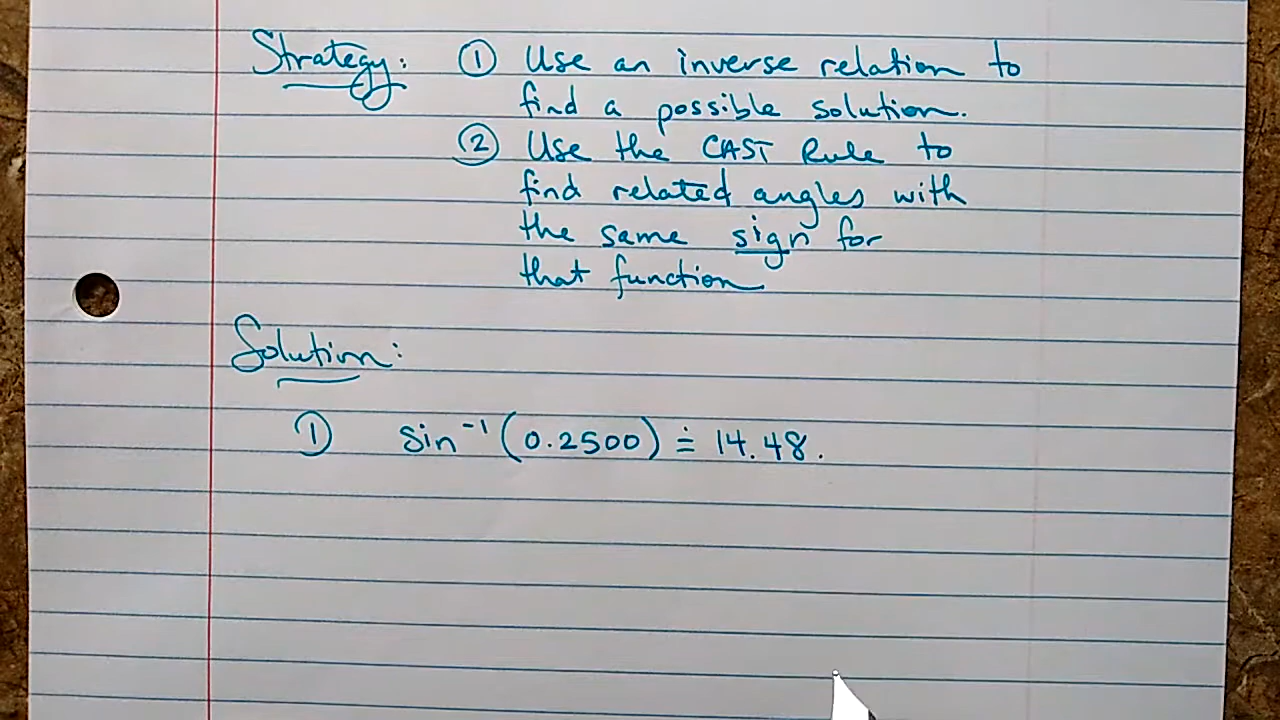 Strategy: ① Use an inverse relation to
find a possible solution.
② Use the CAST Rule to
find related angles with
the same sign for
that function
Solution:
① sin⁻¹(0.2500) ≐ 14.48.